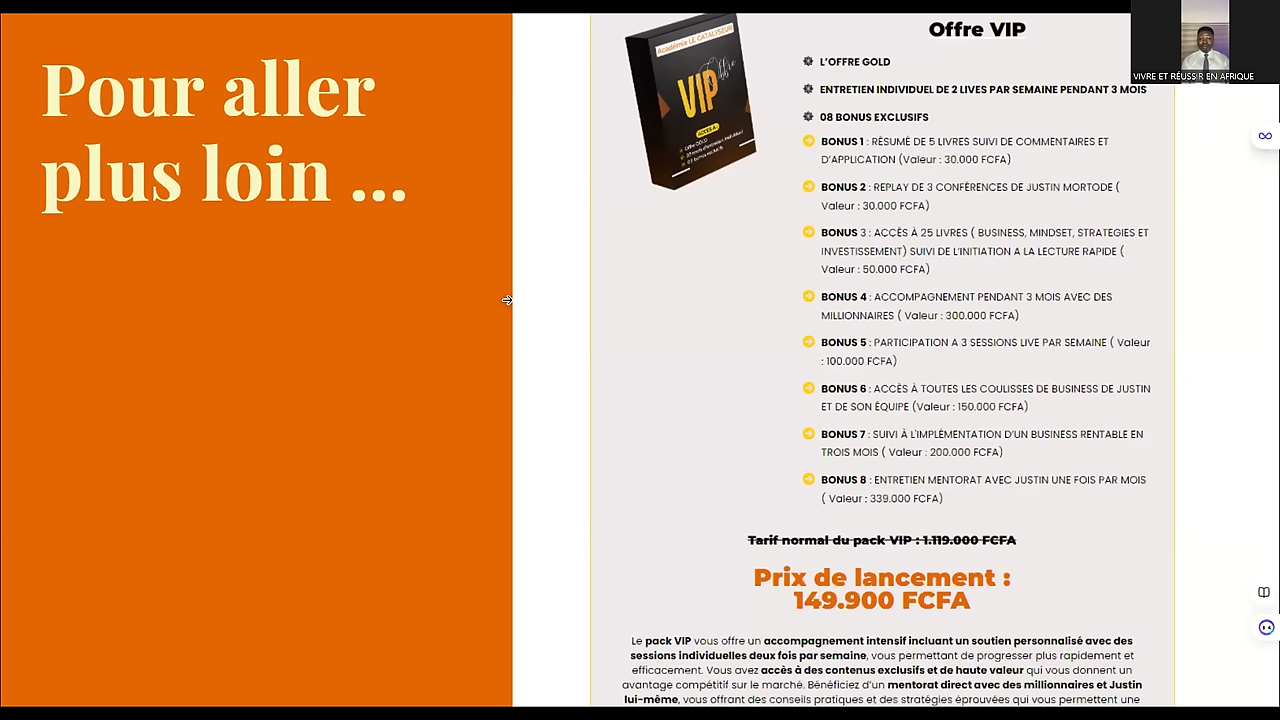 Pour aller
plus loin ...
Académie LE CATALYSEUR
VIP
Offre VIP
L'OFFRE GOLD
ENTRETIEN INDIVIDUEL DE 2 LIVES PAR SEMAINE PENDANT 3 MOIS
08 BONUS EXCLUSIFS
BONUS 1 : RÉSUMÉ DE 5 LIVRES SUIVI DE COMMENTAIRES ET
D'APPLICATION (Valeur : 30.000 FCFA)
BONUS 2 : REPLAY DE 3 CONFÉRENCES DE JUSTIN MORTODE (
Valeur : 30.000 FCFA)
BONUS 3 : ACCÈS À 25 LIVRES ( BUSINESS, MINDSET, STRATEGIES ET
INVESTISSEMENT) SUIVI DE L'INITIATION A LA LECTURE RAPIDE (
Valeur : 50.000 FCFA)
BONUS 4 : ACCOMPAGNEMENT PENDANT 3 MOIS AVEC DES
MILLIONNAIRES ( Valeur : 300.000 FCFA)
BONUS 5 : PARTICIPATION A 3 SESSIONS LIVE PAR SEMAINE ( Valeur
: 100.000 FCFA)
BONUS 6 : ACCÈS À TOUTES LES COULISSES DE BUSINESS DE JUSTIN
ET DE SON ÉQUIPE (Valeur : 150.000 FCFA)
BONUS 7 : SUIVI À L'IMPLÉMENTATION D'UN BUSINESS RENTABLE EN
TROIS MOIS ( Valeur : 200.000 FCFA)
BONUS 8 : ENTRETIEN MENTORAT AVEC JUSTIN UNE FOIS PAR MOIS
( Valeur : 339.000 FCFA)
Tarif normal du pack VIP : 1.119.000 FCFA
Prix de lancement :
149.900 FCFA
Le pack VIP vous offre un accompagnement intensif incluant un soutien personnalisé avec des
sessions individuelles deux fois par semaine, vous permettant de progresser plus rapidement et
efficacement. Vous avez accès à des contenus exclusifs et de haute valeur qui vous donnent un
avantage compétitif sur le marché. Bénéficiez d'un mentorat direct avec des millionnaires et Justin
lui-même, vous offrant des conseils pratiques et des stratégies éprouvées qui vous permettent une
VIVRE ET RÉUSSIR EN AFRIQUE